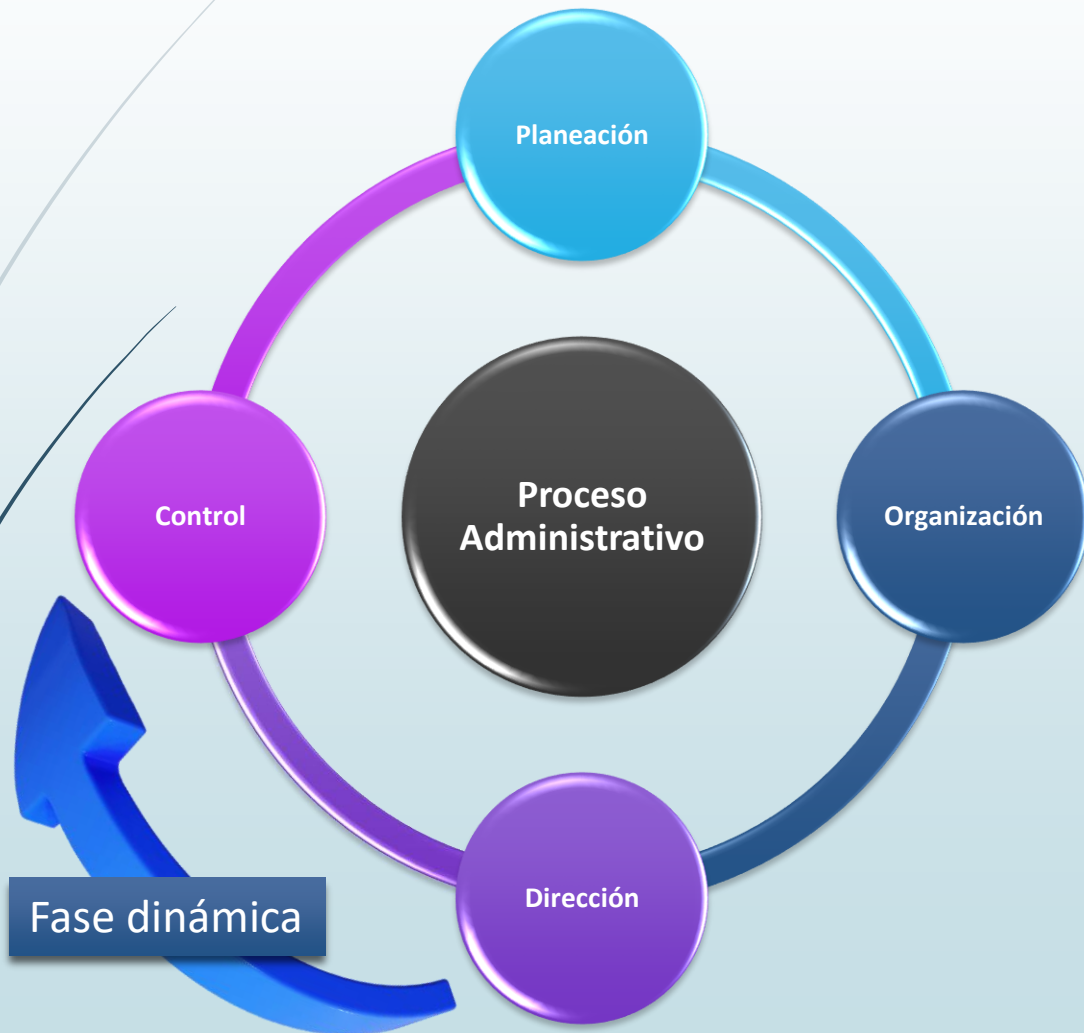 Planeación
Control
Proceso
Administrativo
Organización
Dirección
Fase dinámica